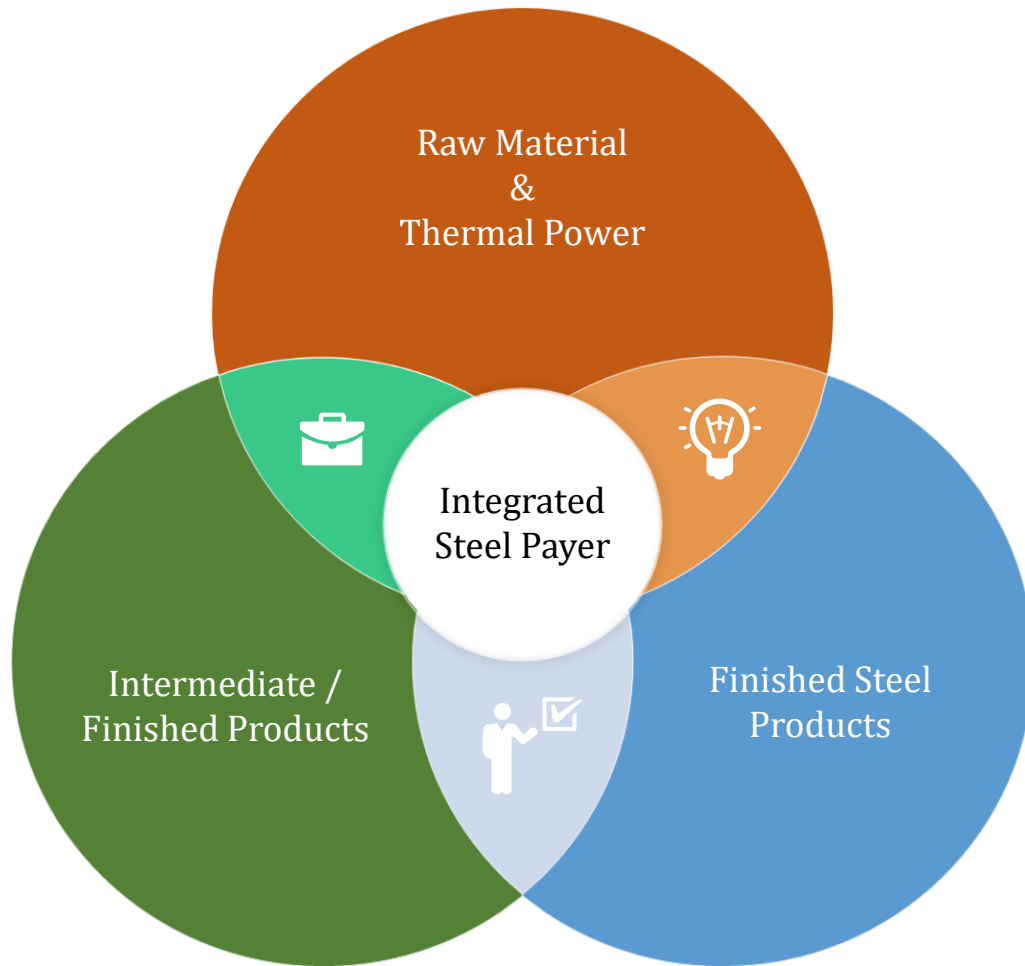 Raw Material
&
Thermal Power
Integrated
Steel Payer
Intermediate /
Finished Products
Finished Steel
Products